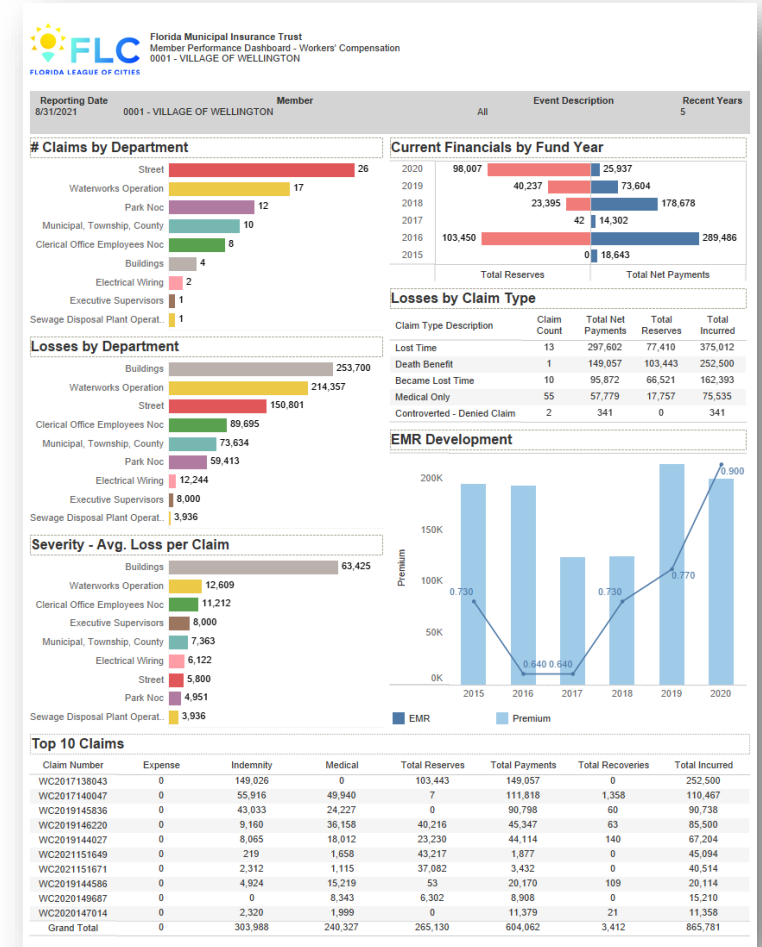 FLC
FLORIDA LEAGUE OF CITIES
Florida Municipal Insurance Trust
Member Performance Dashboard - Workers' Compensation
0001 - VILLAGE OF WELLINGTON
Reporting Date Member Event Description Recent Years
8/31/2021 0001 - VILLAGE OF WELLINGTON All 5
# Claims by Department
Street 26
Waterworks Operation 17
Park Noc 12
Municipal, Township, County 10
Clerical Office Employees Noc 8
Buildings 4
Electrical Wiring 2
Executive Supervisors 1
Sewage Disposal Plant Operat.. 1
Losses by Department
Buildings 253,700
Waterworks Operation 214,357
Street 150,801
Clerical Office Employees Noc 89,695
Municipal, Township, County 73,634
Park Noc 59,413
Electrical Wiring 12,244
Executive Supervisors 8,000
Sewage Disposal Plant Operat.. 3,936
Severity - Avg. Loss per Claim
Buildings 63,425
Waterworks Operation 12,609
Clerical Office Employees Noc 11,212
Executive Supervisors 8,000
Municipal, Township, County 7,363
Electrical Wiring 6,122
Street 5,800
Park Noc 4,951
Sewage Disposal Plant Operat.. 3,936
Current Financials by Fund Year
2020 98,007 25,937
2019 40,237 73,604
2018 23,395 178,678
2017 42 14,302
2016 103,450 289,486
2015 0 18,643
Total Reserves Total Net Payments
Losses by Claim Type
Claim Type Description Claim Count Total Net Payments Total Reserves Total Incurred
Lost Time 13 297,602 77,410 375,012
Death Benefit 1 149,057 103,443 252,500
Became Lost Time 10 95,872 66,521 162,393
Medical Only 55 57,779 17,757 75,535
Controverted - Denied Claim 2 341 0 341
EMR Development
Premium
200K
150K
100K
50K
0K
0.730 0.640 0.640 0.730 0.770 0.900
2015 2016 2017 2018 2019 2020
EMR Premium
Top 10 Claims
Claim Number Expense Indemnity Medical Total Reserves Total Payments Total Recoveries Total Incurred
WC2017138043 0 149,026 0 103,443 149,057 0 252,500
WC2017140047 0 55,916 49,940 7 111,818 1,358 110,467
WC2019145836 0 43,033 24,227 0 90,798 60 90,738
WC2019146220 0 9,160 36,158 40,216 45,347 63 85,500
WC2019144027 0 8,065 18,012 23,230 44,114 140 67,204
WC2021151649 0 219 1,658 43,217 1,877 0 45,094
WC2021151671 0 2,312 1,115 37,082 3,432 0 40,514
WC2019144586 0 4,924 15,219 53 20,170 109 20,114
WC2020149687 0 0 8,343 6,302 8,908 0 15,210
WC2020147014 0 2,320 1,999 0 11,379 21 11,358
Grand Total 0 303,988 240,327 265,130 604,062 3,412 865,781